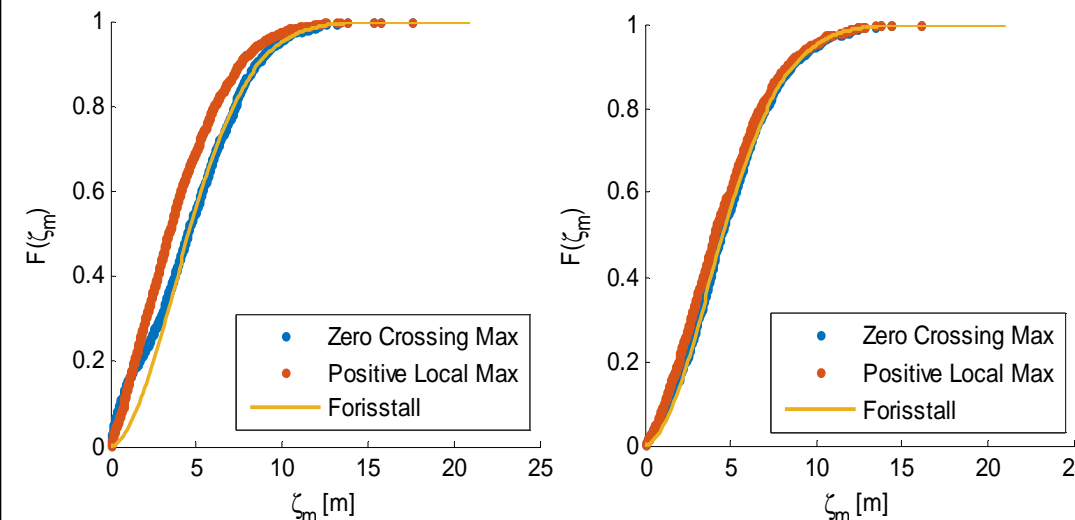 1
0.8
0.6
0.4
0.2
0
F(ζm)
0
5
10
15
20
25
ζm [m]
Zero Crossing Max
Positive Local Max
Forisstall
1
0.8
0.6
0.4
0.2
0
F(ζm)
0
5
10
15
20
2
ζm [m]
Zero Crossing Max
Positive Local Max
Forisstall